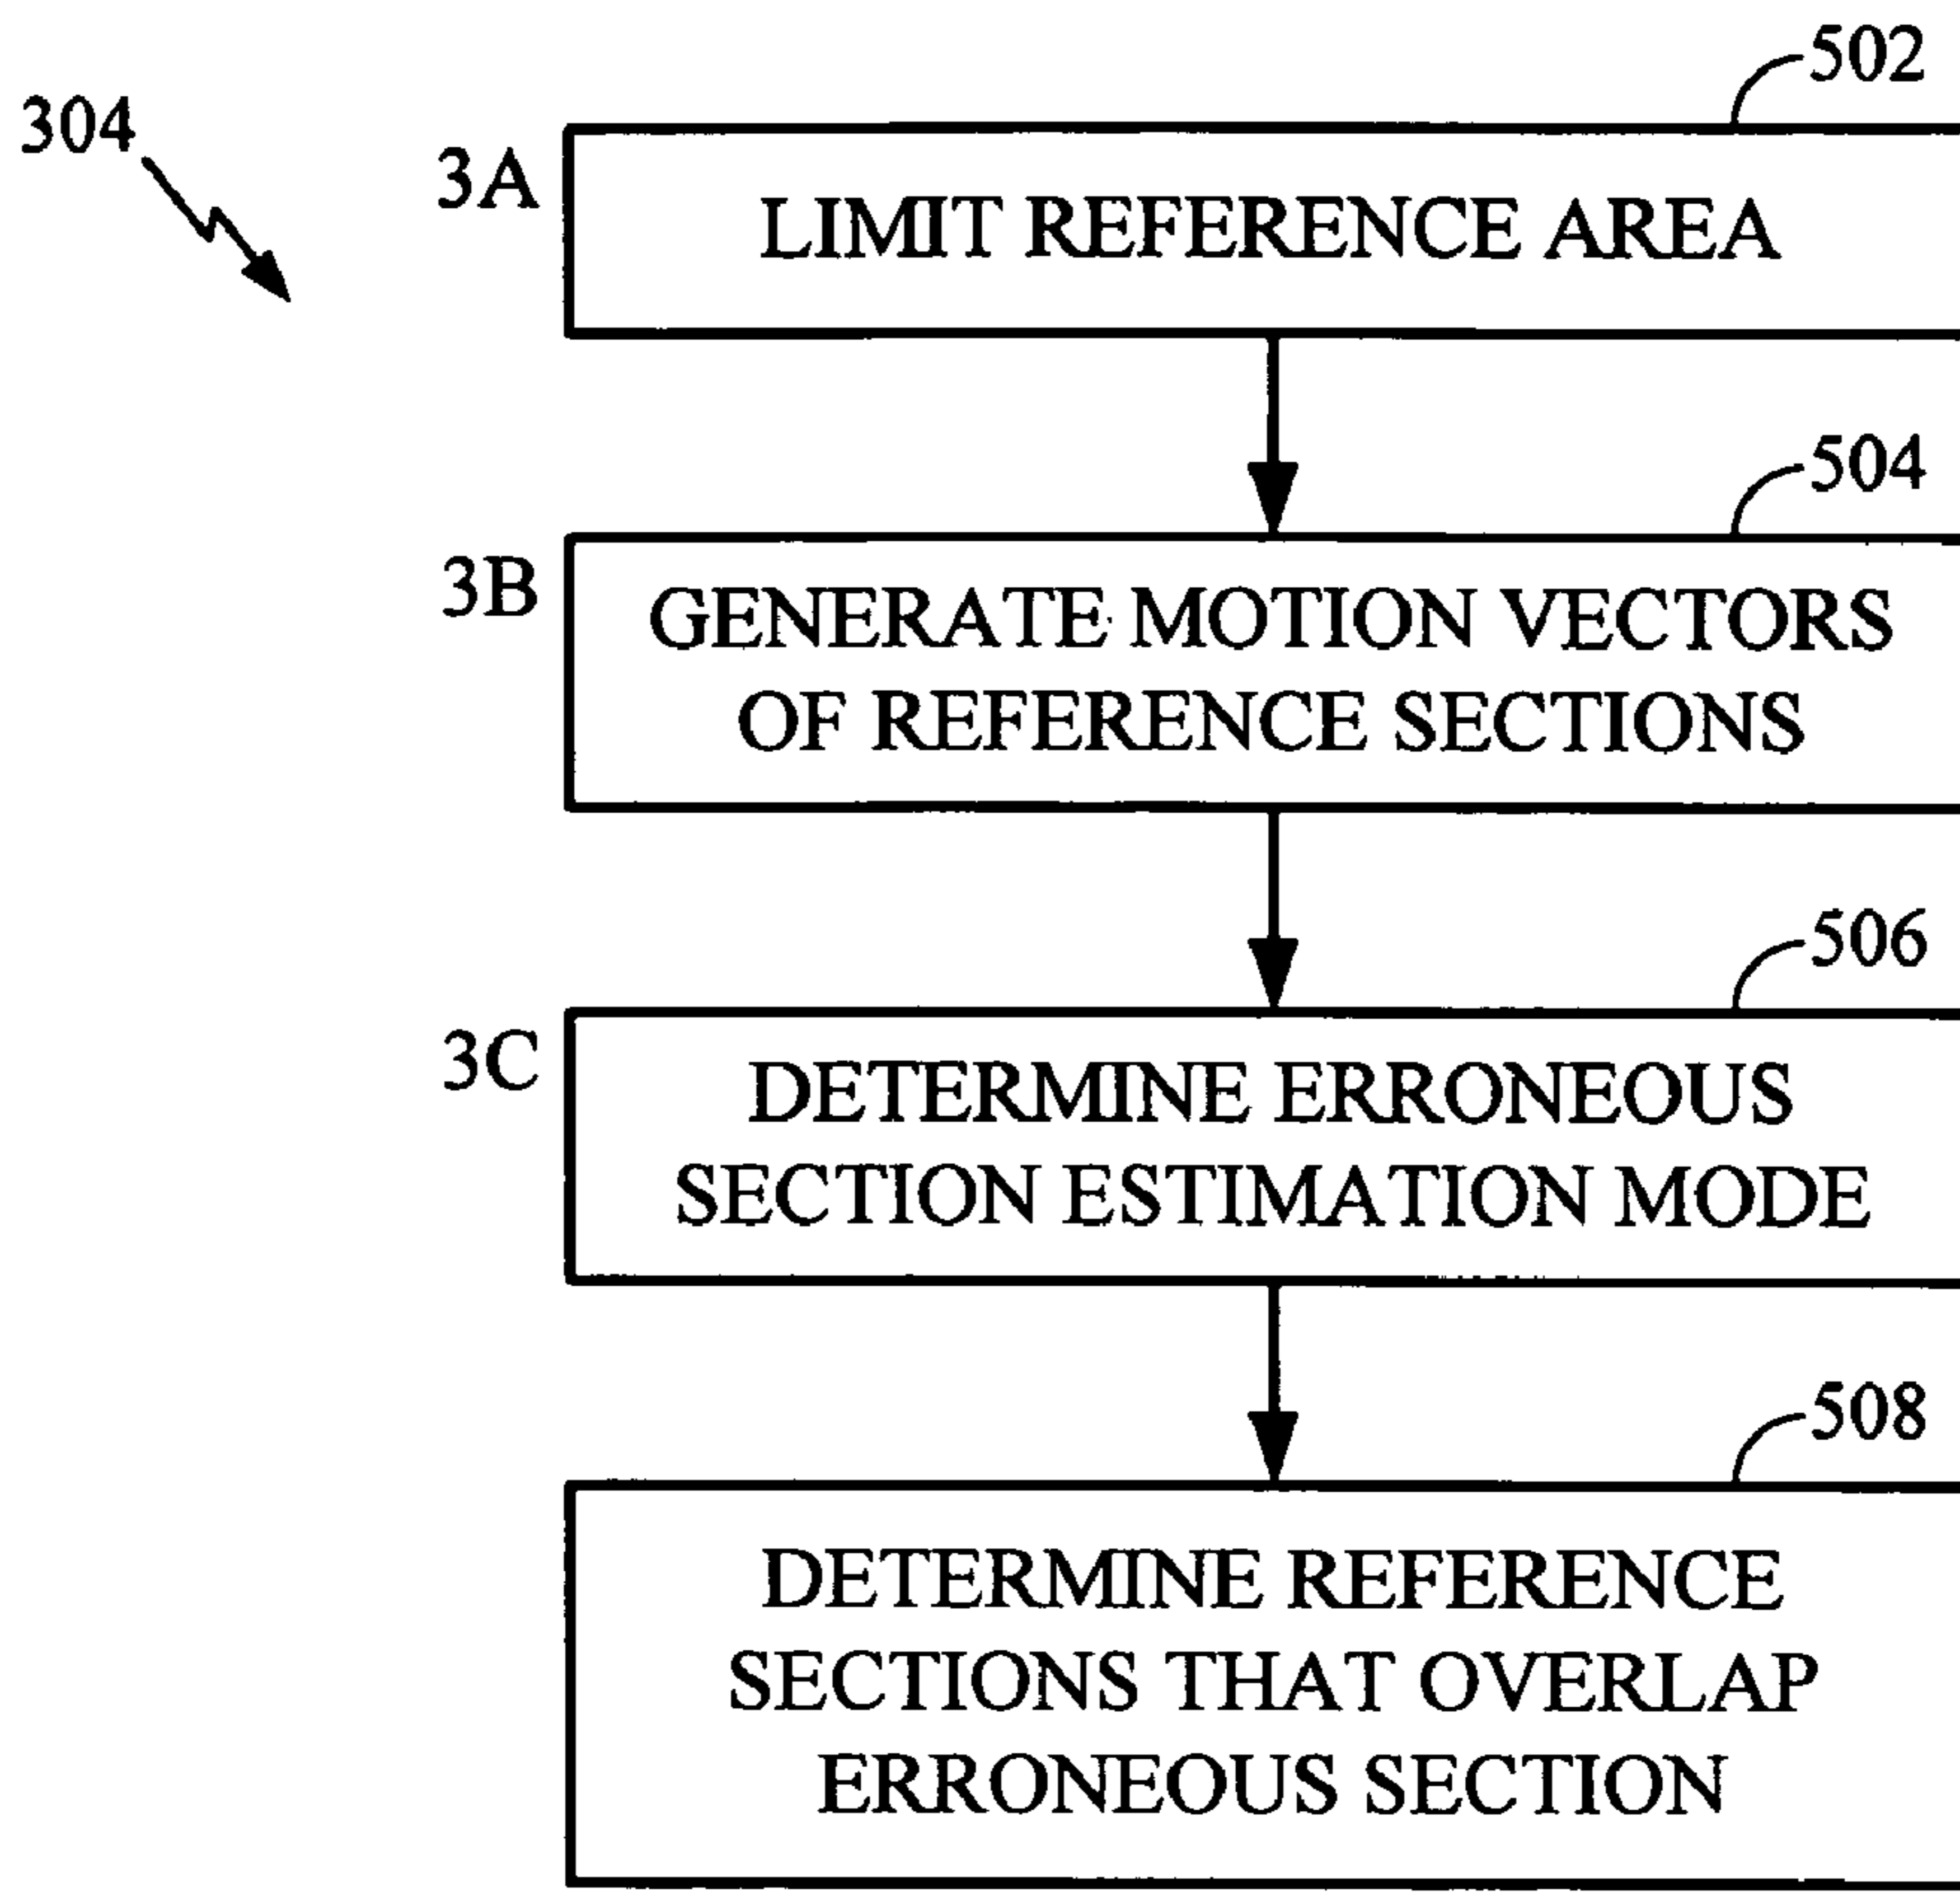 502
304
3A
LIMIT REFERENCE AREA
504
3B
GENERATE MOTION VECTORS
OF REFERENCE SECTIONS
506
3C
DETERMINE ERRONEOUS
SECTION ESTIMATION MODE
508
DETERMINE REFERENCE
SECTIONS THAT OVERLAP
ERRONEOUS SECTION